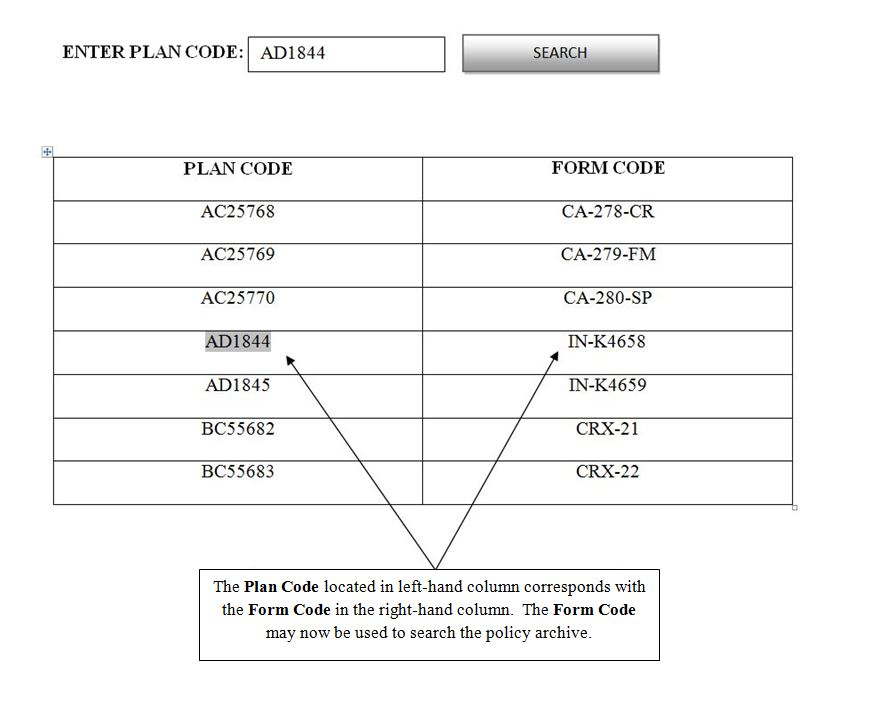 ENTER PLAN CODE: AD1844 SEARCH
PLAN CODE FORM CODE
AC25768 CA-278-CR
AC25769 CA-279-FM
AC25770 CA-280-SP
AD1844 IN-K4658
AD1845 IN-K4659
BC55682 CRX-21
BC55683 CRX-22
The Plan Code located in left-hand column corresponds with
the Form Code in the right-hand column. The Form Code
may now be used to search the policy archive.